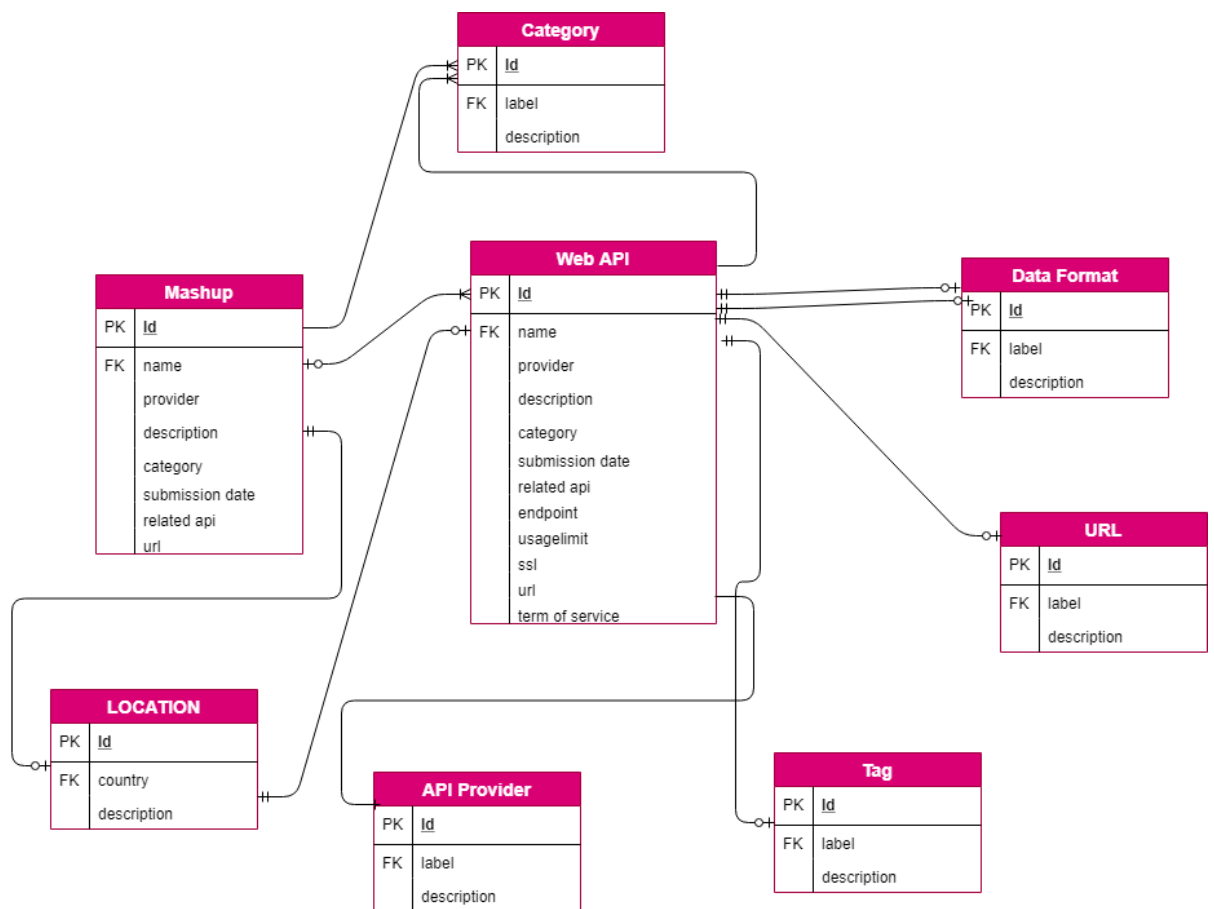 Category
PK Id
FK label
description
Web API
PK Id
FK name
provider
description
category
submission date
related api
endpoint
usagelimit
ssl
url
term of service
Mashup
PK Id
FK name
provider
description
category
submission date
related api
url
Data Format
PK Id
FK label
description
URL
PK Id
FK label
description
LOCATION
PK Id
FK country
description
API Provider
PK Id
FK label
description
Tag
PK Id
FK label
description